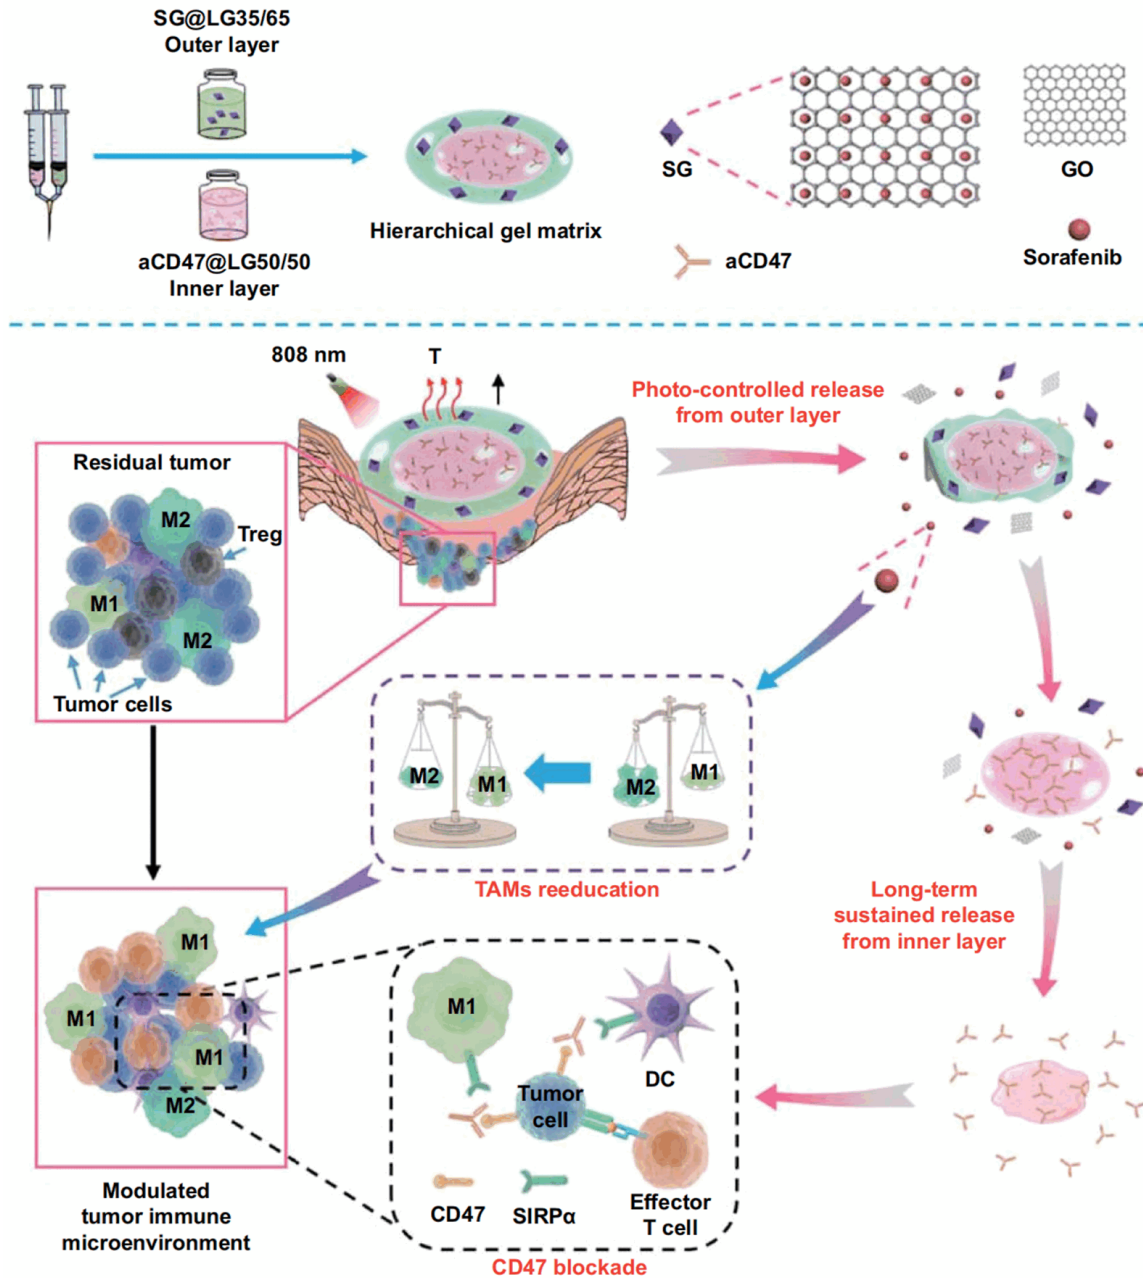 SG@LG35/65
Outer layer
aCD47@LG50/50
Inner layer
Hierarchical gel matrix
SG
GO
aCD47
Sorafenib
808 nm
T
Photo-controlled release
from outer layer
Residual tumor
M2
Treg
M1
M2
Tumor cells
M2
M1
M2
M1
TAMs reeducation
Long-term
sustained release
from inner layer
M1
M1
M1
M2
Modulated
tumor immune
microenvironment
M1
DC
Tumor
cell
CD47
SIRPα
Effector
T cell
CD47 blockade